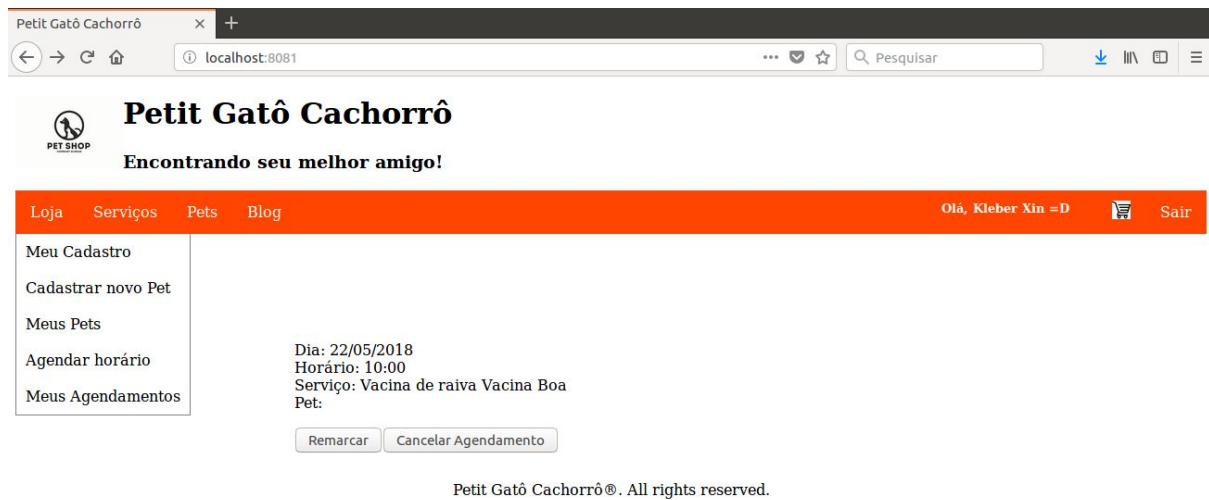 Petit Gatô Cachorrô
localhost:8081
Pesquisar
PET SHOP
Petit Gatô Cachorrô
Encontrando seu melhor amigo!
Loja Serviços Pets Blog Olá, Kleber Xin =D Sair
Meu Cadastro
Cadastrar novo Pet
Meus Pets
Agendar horário
Meus Agendamentos
Dia: 22/05/2018
Horário: 10:00
Serviço: Vacina de raiva Vacina Boa
Pet:
Remarcar Cancelar Agendamento
Petit Gatô Cachorrô®. All rights reserved.